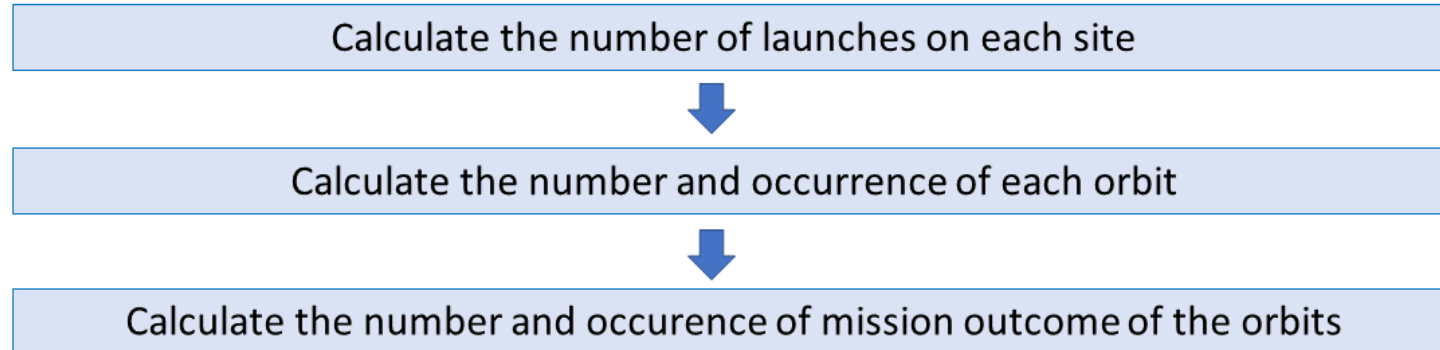 Calculate the number of launches on each site
Calculate the number and occurrence of each orbit
Calculate the number and occurence of mission outcome of the orbits